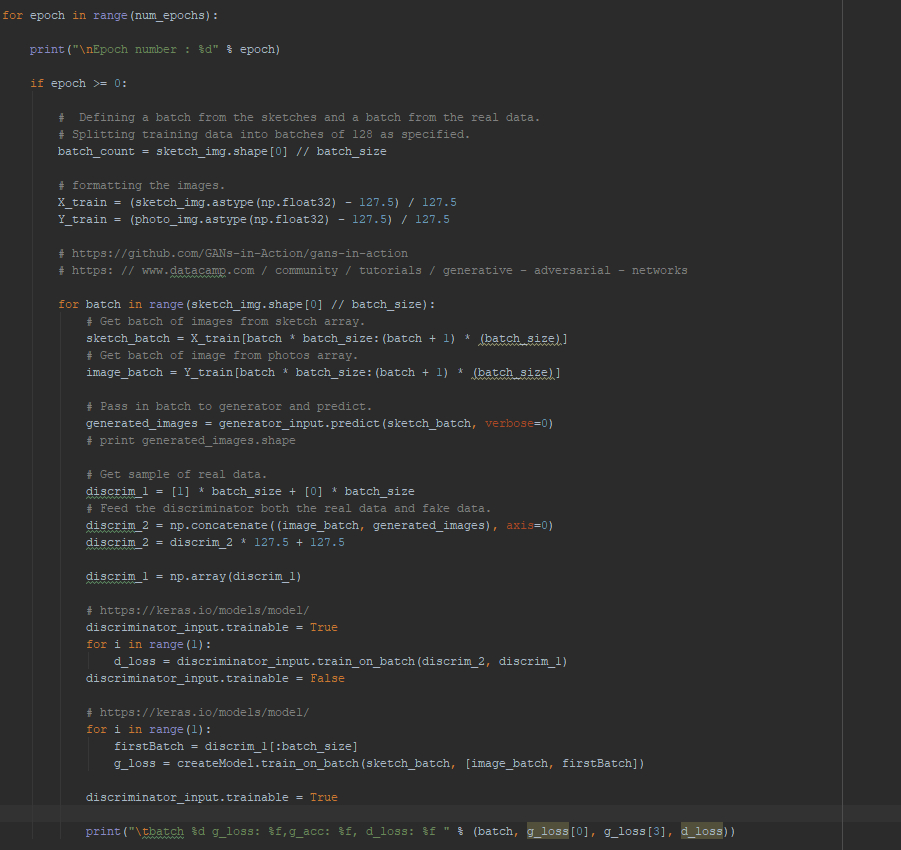 for epoch in range(num_epochs):
print("\nEpoch number : %d" % epoch)
if epoch >= 0:
#  Defining a batch from the sketches and a batch from the real data.
# Splitting training data into batches of 128 as specified.
batch_count = sketch_img.shape[0] // batch_size
# formatting the images.
X_train = (sketch_img.astype(np.float32) - 127.5) / 127.5
Y_train = (photo_img.astype(np.float32) - 127.5) / 127.5
# https://github.com/GANs-in-Action/gans-in-action
# https: // www.datacamp.com / community / tutorials / generative - adversarial - networks
for batch in range(sketch_img.shape[0] // batch_size):
# Get batch of images from sketch array.
sketch_batch = X_train[batch * batch_size:(batch + 1) * (batch_size)]
# Get batch of image from photos array.
image_batch = Y_train[batch * batch_size:(batch + 1) * (batch_size)]
# Pass in batch to generator and predict.
generated_images = generator_input.predict(sketch_batch, verbose=0)
# print generated_images.shape
# Get sample of real data.
discrim_1 = [1] * batch_size + [0] * batch_size
# Feed the discriminator both the real data and fake data.
discrim_2 = np.concatenate((image_batch, generated_images), axis=0)
discrim_2 = discrim_2 * 127.5 + 127.5
discrim_1 = np.array(discrim_1)
# https://keras.io/models/model/
discriminator_input.trainable = True
for i in range(1):
d_loss = discriminator_input.train_on_batch(discrim_2, discrim_1)
discriminator_input.trainable = False
# https://keras.io/models/model/
for i in range(1):
firstBatch = discrim_1[:batch_size]
g_loss = createModel.train_on_batch(sketch_batch, [image_batch, firstBatch])
discriminator_input.trainable = True
print("\tbatch %d g_loss: %f,g_acc: %f, d_loss: %f " % (batch, g_loss[0], g_loss[3], d_loss))